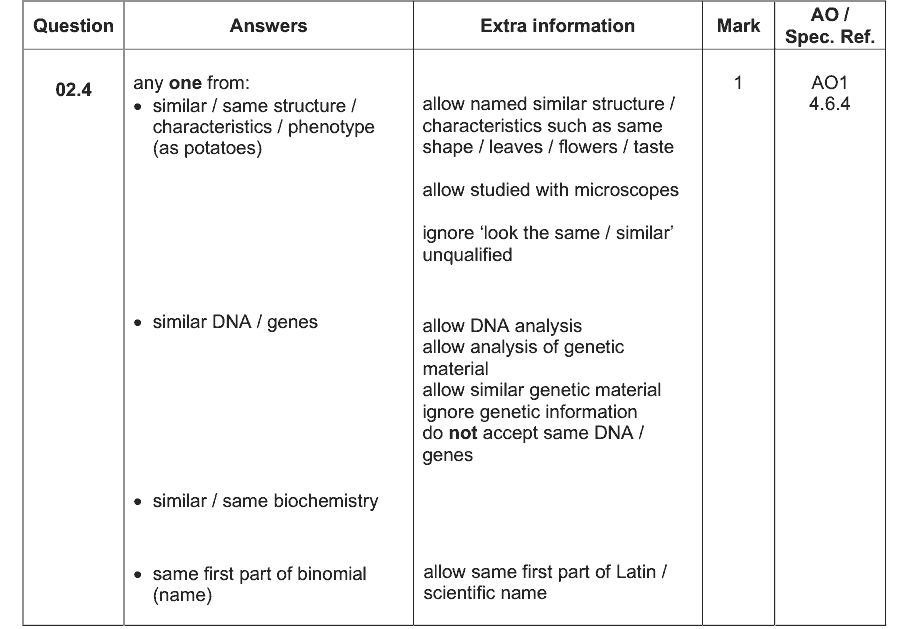 Question Answers Extra information Mark AO /
Spec. Ref.
02.4 any one from: 1 AO1
4.6.4
• similar / same structure /
characteristics / phenotype
(as potatoes)
allow named similar structure /
characteristics such as same
shape / leaves / flowers / taste
allow studied with microscopes
ignore ‘look the same / similar’
unqualified
• similar DNA / genes
allow DNA analysis
allow analysis of genetic
material
allow similar genetic material
ignore genetic information
do not accept same DNA /
genes
• similar / same biochemistry
• same first part of binomial
(name)
allow same first part of Latin /
scientific name